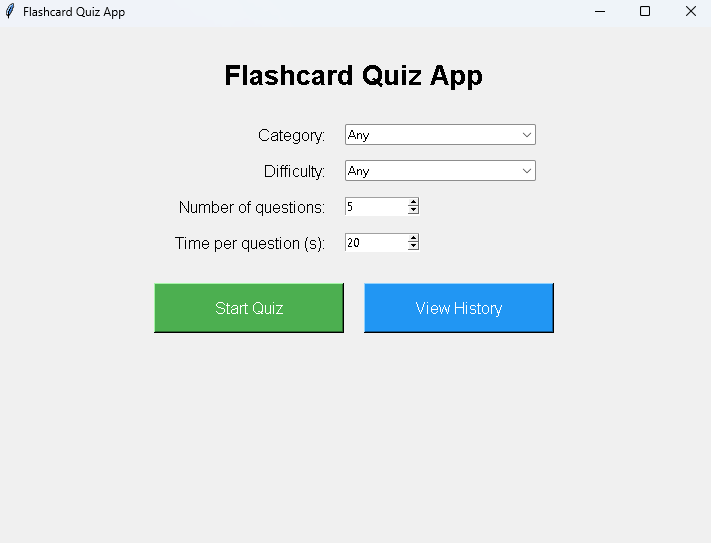 Flashcard Quiz App
Flashcard Quiz App
Category: Any
Difficulty: Any
Number of questions: 5
Time per question (s): 20
Start Quiz View History